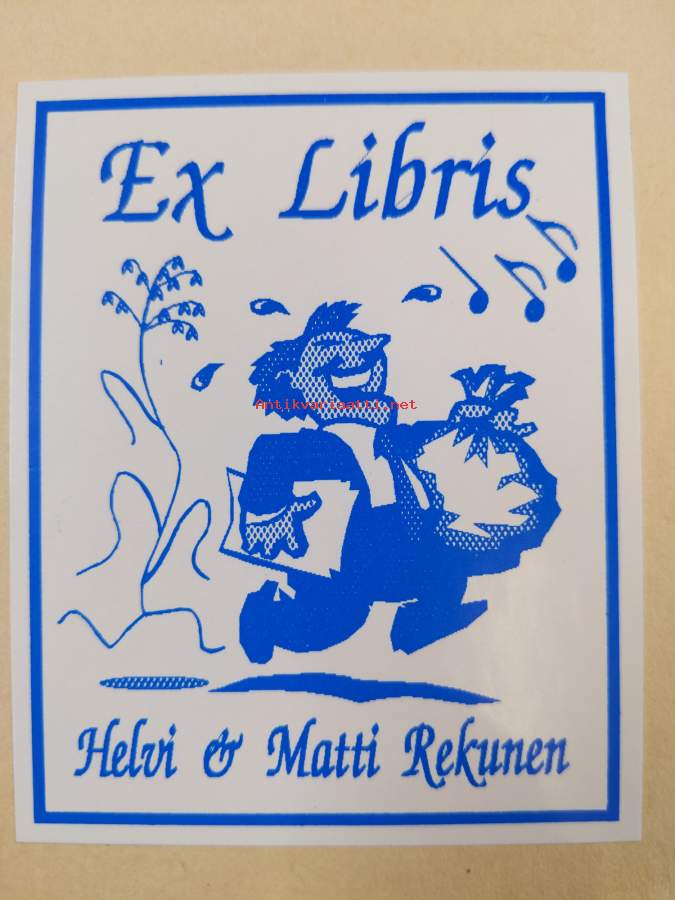 Ex Libris
Antikvariaatti.net
Helvi & Matti Rekunen